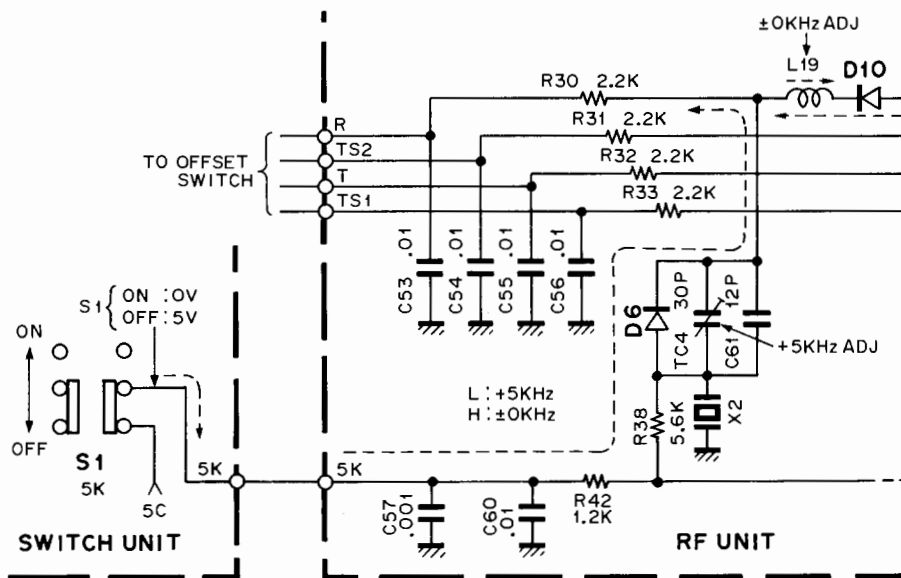 ±0KHz ADJ
L19
D10
R30 2.2K
R
R31 2.2K
TS2
TO OFFSET
SWITCH
R32 2.2K
T
R33 2.2K
TS1
C53 .01
C54 .01
C55 .01
C56 .01
S1
ON :0V
OFF:5V
ON
OFF
D6
30P
TC4
12P
C61
+5KHz ADJ
L:+5KHz
H:±0KHz
R38
5.6K
X2
S1
5K
5C
5K
5K
C57
.001
C60
.01
R42
1.2K
SWITCH UNIT
RF UNIT